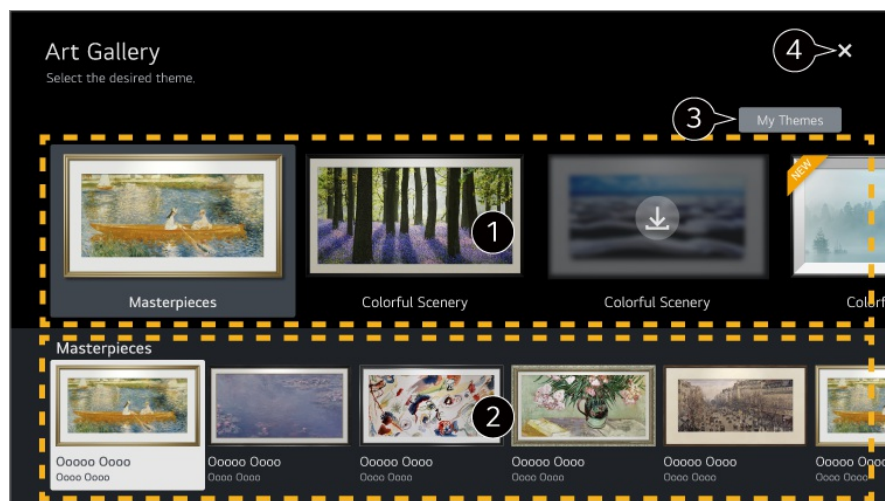 Art Gallery
Select the desired theme.
4
3
My Themes
NEW
1
Masterpieces
Colorful Scenery
Colorful Scenery
Colorf
Masterpieces
2
Ooooo Oooo
Ooooo Oooo
Ooooo Oooo
Ooooo Oooo
Ooooo Oooo
Ooooo Ooo
Oooo Oooo
Oooo Oooo
Oooo Oooo
Oooo Oooo
Oooo Oooo
Oooo Oooo